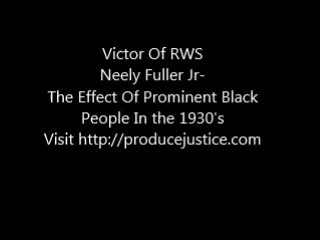 Victor Of RWS
Neely Fuller Jr-
The Effect Of Prominent Black
People In the 1930's
Visit http://producejustice.com